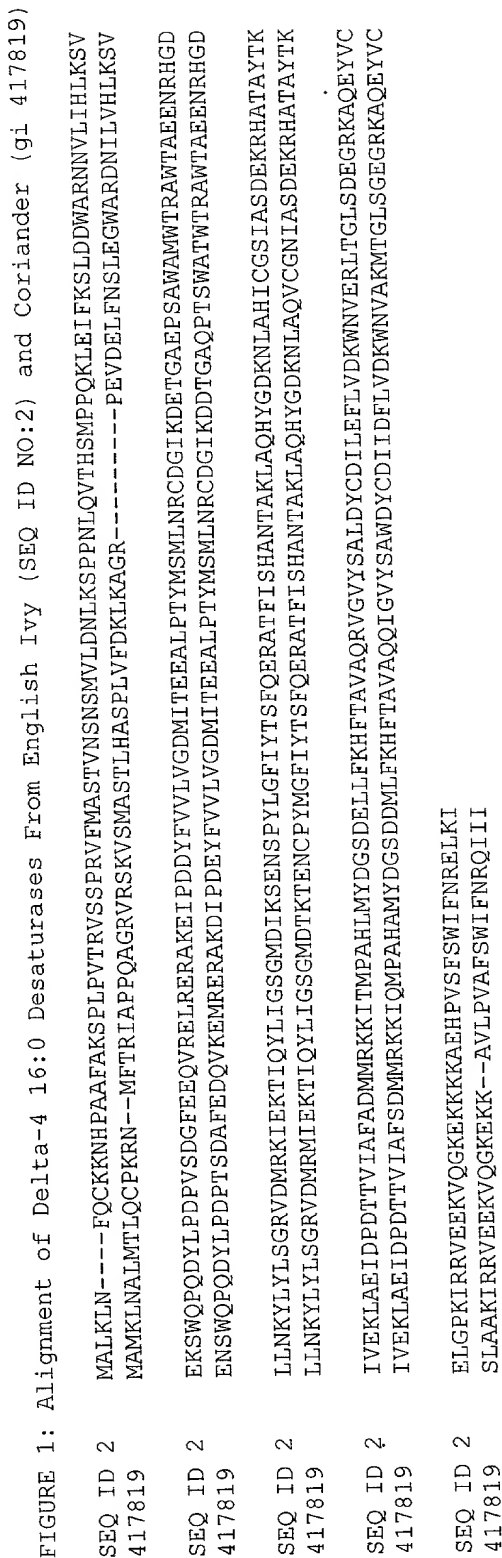 FIGURE 1: Alignment of Delta-4 16:0 Desaturases From English Ivy (SEQ ID NO:2) and Coriander (gi 417819)
SEQ ID 2 MALKLN----FQCKKNHPAAFAKSPLPVTRVSSPRVFMASTVNSNSMVLDNLKSPPNLQVTHSMPPQKLEIFKSLDDWARNNVLIHLKSV
417819 MAMKLNALMTLQCPKRN--MFTRIAPPQAGRVRSKVSMASTLHASPLVFDKLKAGR----------PEVDELFNSLEGWARDNILVHLKSV
SEQ ID 2 EKSWQPQDYLPDPVSDGFEEQVRELRERAKEIPDDYFVVLVGDMITEEALPTYMSMLNRCDGIKDETGAEPSAWAMWTRAWTAEENRHGD
417819 ENSWQPQDYLPDPTSDAFEDQVKEMRERAKDIPDEYFVVLVGDMITEEALPTYMSMLNRCDGIKDDTGAQPTSWATWTRAWTAEENRHGD
SEQ ID 2 LLNKYLYLSGRVDMRKIEKTIQYLIGSGMDIKSENSPYLGFIYTSFQERATFISHANTAKLAQHYGDKNLAHICGSIASDEKRHATAYTK
417819 LLNKYLYLSGRVDMRMIEKTIQYLIGSGMDTKTENCPYMGFIYTSFQERATFISHANTAKLAQHYGDKNLAQVCGNIASDEKRHATAYTK
SEQ ID 2 IVEKLAEIDPDTTVIAFADMMRKKITMPAHLMYDGSDELLFKHFTAVAQRVGVYSALDYCDILEFLVDKWNVERLTGLSDEGRKAQEYVC
417819 IVEKLAEIDPDTTVIAFSDMMRKKIQMPAHAMYDGSDDMLFKHFTAVAQQIGVYSAWDYCDIIDFLVDKWNVAKMTGLSGEGRKAQEYVC
SEQ ID 2 ELGPKIRRVEEKVQGKEKKKKAEHPVSFSWIFNRELKI
417819 SLAAKIRRVEEKVQGKEKK--AVLPVAFSWIFNRQIII